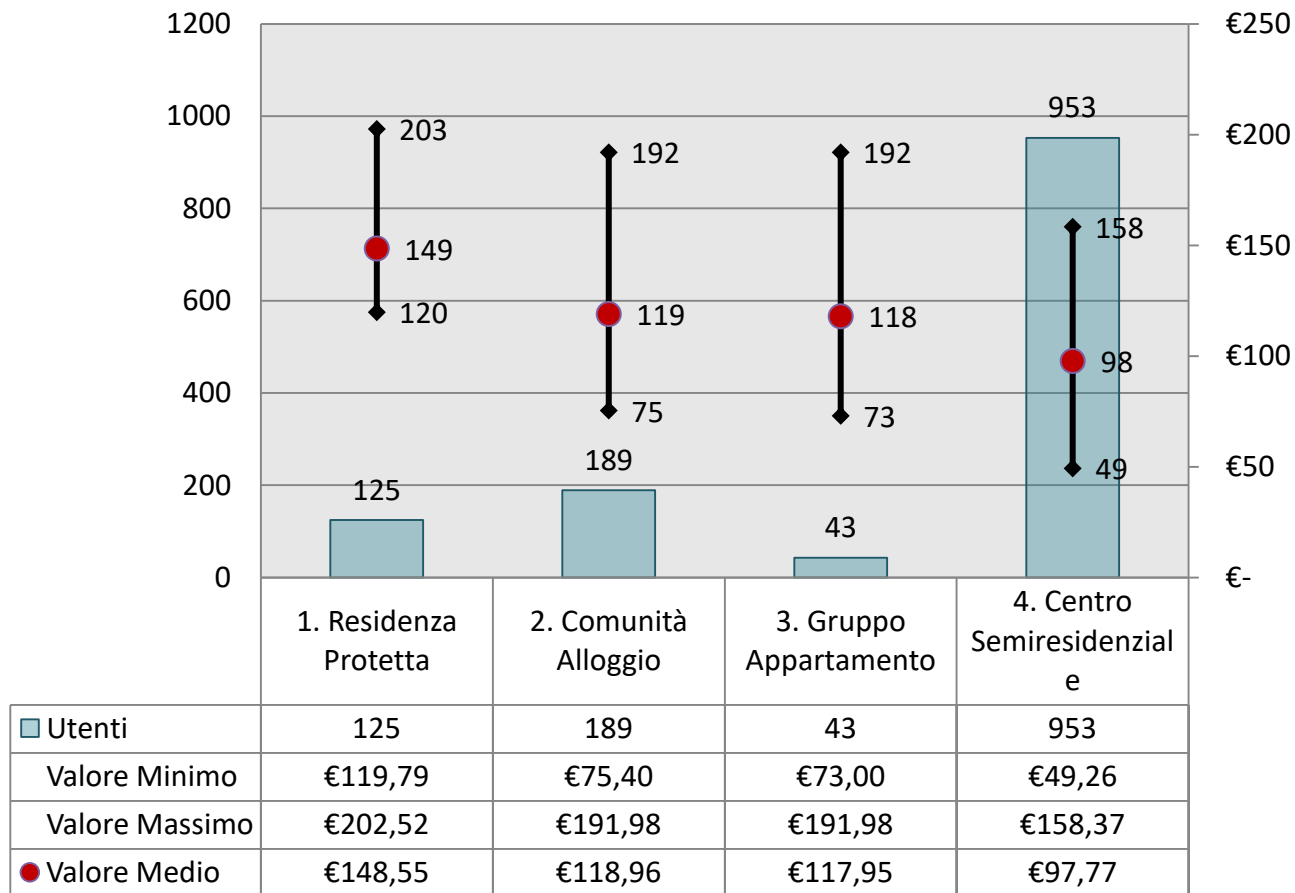 1200
€250
1000
953
€200
203
192
192
800
158
€150
149
600
120
119
118
€100
98
400
75
73
€50
49
200
189
125
43
0
€-
1. Residenza
Protetta
2. Comunità
Alloggio
3. Gruppo
Appartamento
4. Centro
Semiresidenzial
e
Utenti 125 189 43 953
Valore Minimo €119,79 €75,40 €73,00 €49,26
Valore Massimo €202,52 €191,98 €191,98 €158,37
Valore Medio €148,55 €118,96 €117,95 €97,77